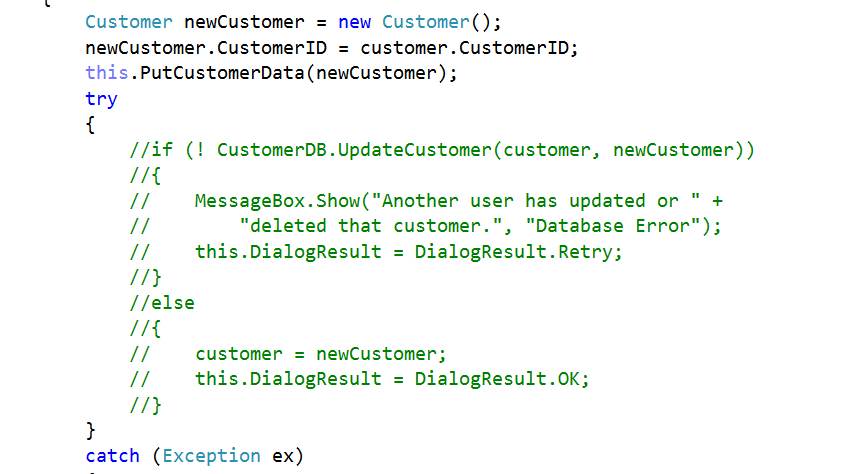 {
Customer newCustomer = new Customer();
newCustomer.CustomerID = customer.CustomerID;
this.PutCustomerData(newCustomer);
try
{
    //if (! CustomerDB.UpdateCustomer(customer, newCustomer))
    //{
    //    MessageBox.Show("Another user has updated or " +
    //        "deleted that customer.", "Database Error");
    //    this.DialogResult = DialogResult.Retry;
    //}
    //else
    //{
    //    customer = newCustomer;
    //    this.DialogResult = DialogResult.OK;
    //}
}
catch (Exception ex)